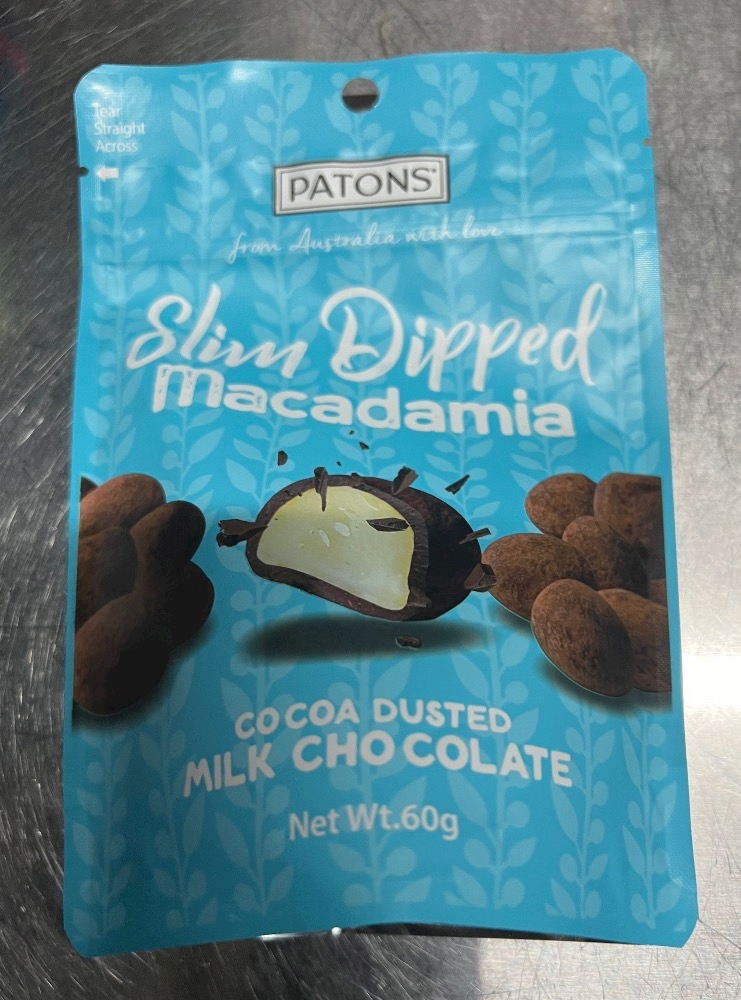 Tear
Straight
Across
PATONS
from Australia with love
Slim Dipped
Macadamia
COCOA DUSTED
MILK CHOCOLATE
Net Wt.60g